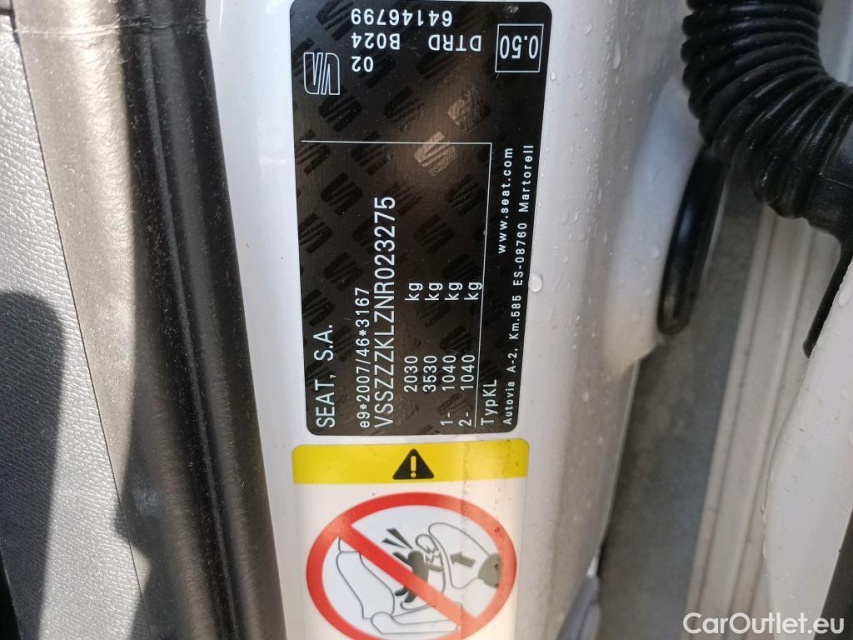 SEAT, S.A.
e9*2007/46*3167
VSSZZZKLZNR023275
2030 kg
3530 kg
1- 1040 kg
2- 1040 kg
TypKL
www.seat.com
Autovia A-2, Km.585 ES-08760 Martorell
02
DTRD B024
64146799
0.50
CarOutlet.eu